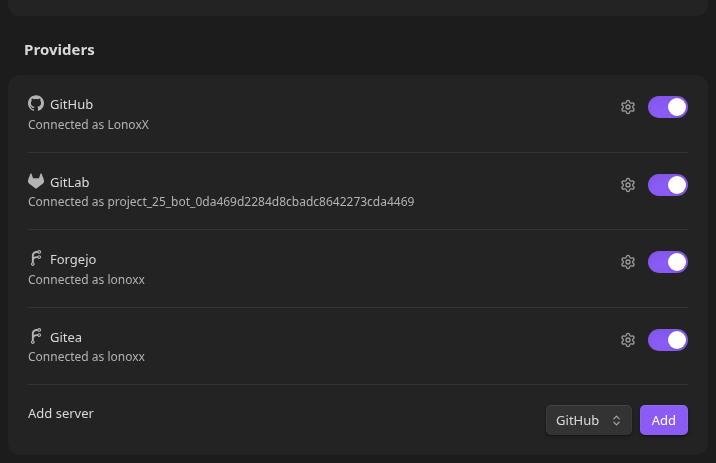 Providers
GitHub
Connected as LonoxX
GitLab
Connected as project_25_bot_0da469d2284d8cbadc8642273cda4469
Forgejo
Connected as lonoxx
Gitea
Connected as lonoxx
Add server
GitHub
Add